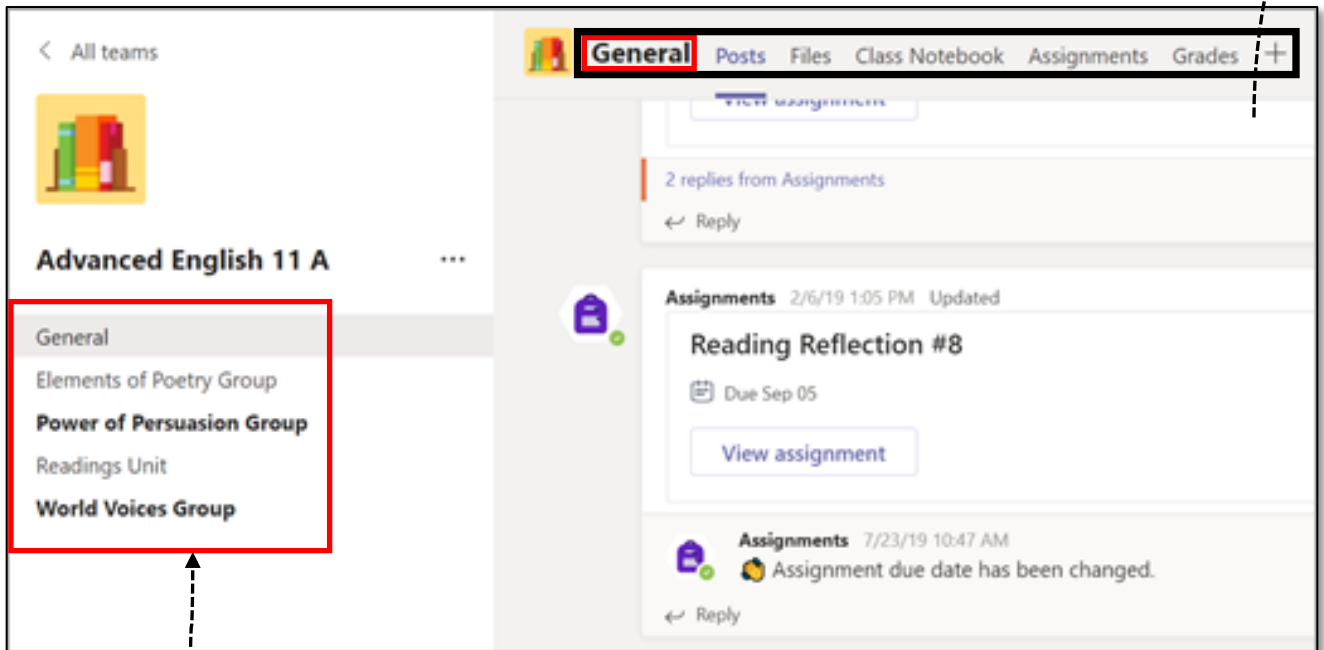 All teams
Advanced English 11 A
General
Elements of Poetry Group
Power of Persuasion Group
Readings Unit
World Voices Group
General Posts Files Class Notebook Assignments Grades
View assignment
2 replies from Assignments
Reply
Assignments 2/6/19 1:05 PM Updated
Reading Reflection #8
Due Sep 05
View assignment
Assignments 7/23/19 10:47 AM
Assignment due date has been changed.
Reply